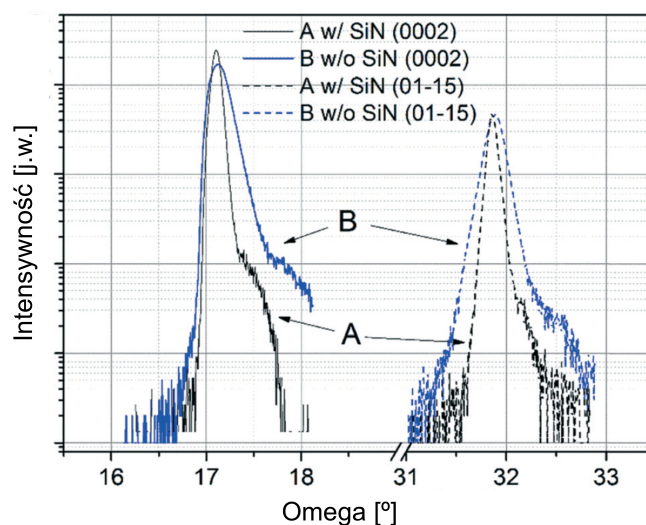 A w/ SiN (0002)
B w/o SiN (0002)
A w/ SiN (01-15)
B w/o SiN (01-15)
Intensywność [j.w.]
B
A
16 17 18 31 32 33
Omega [º]